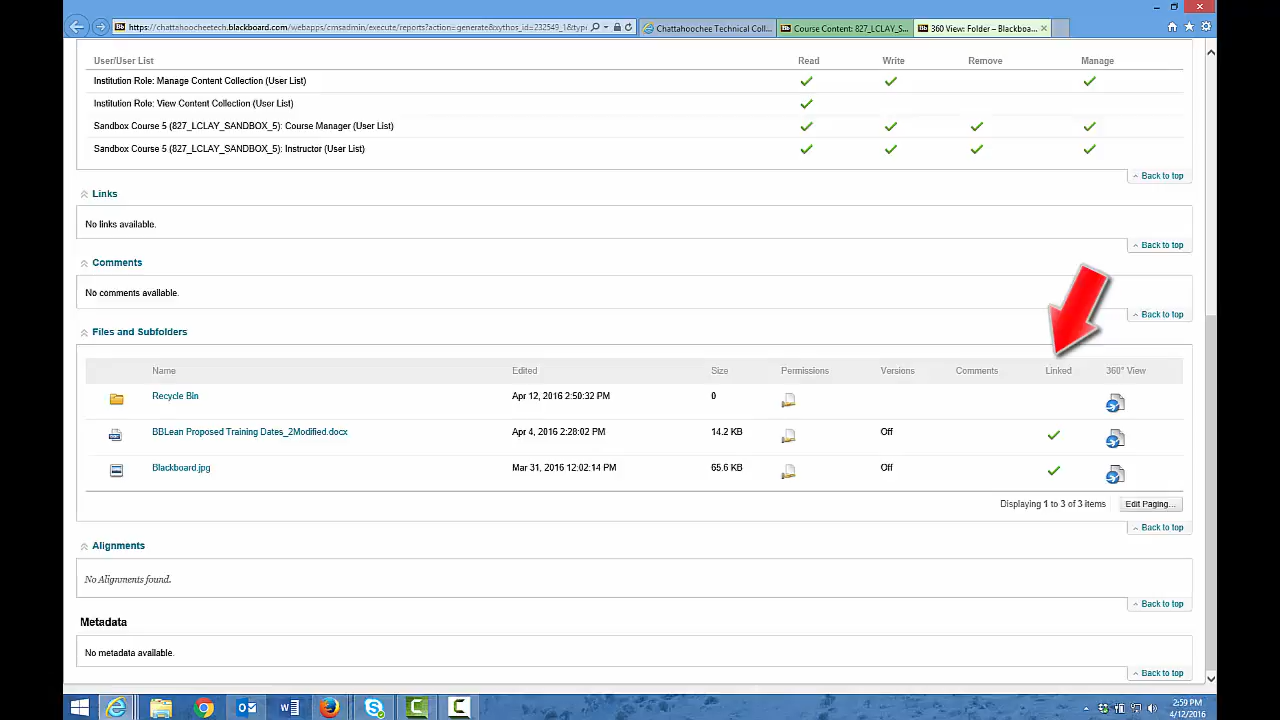 https://chattahoocheetech.blackboard.com/webapps/cmsadmin/execute/reports?action=generate&xythos_id=232549_1&typ
Chattahoochee Technical Coll...
Course Content: 827_LCLAY_S...
360 View: Folder – Blackboa...
User/User List Read Write Remove Manage
Institution Role: Manage Content Collection (User List)
Institution Role: View Content Collection (User List)
Sandbox Course 5 (827_LCLAY_SANDBOX_5): Course Manager (User List)
Sandbox Course 5 (827_LCLAY_SANDBOX_5): Instructor (User List)
Back to top
Links
No links available.
Back to top
Comments
No comments available.
Back to top
Files and Subfolders
Name Edited Size Permissions Versions Comments Linked 360° View
Recycle Bin Apr 12, 2016 2:50:32 PM 0
BBLean Proposed Training Dates_2Modified.docx Apr 4, 2016 2:28:02 PM 14.2 KB Off
Blackboard.jpg Mar 31, 2016 12:02:14 PM 65.6 KB Off
Displaying 1 to 3 of 3 items Edit Paging...
Back to top
Alignments
No Alignments found.
Back to top
Metadata
No metadata available.
Back to top
2:59 PM
4/12/2016